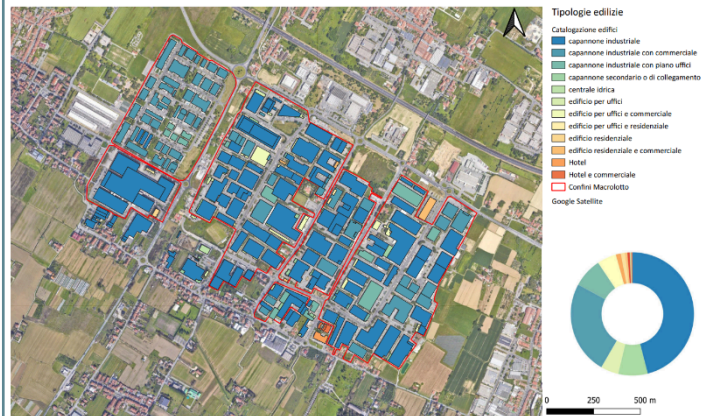 Tipologie edilizie
Catalogazione edifici
capannone industriale
capannone industriale con commerciale
capannone industriale con piano uffici
capannone secondario o di collegamento
centrale idrica
edificio per uffici
edificio per uffici e commerciale
edificio per uffici e residenziale
edificio residenziale
edificio residenziale e commerciale
Hotel
Hotel e commerciale
Confini Macrolotto
Google Satellite
0 250 500 m